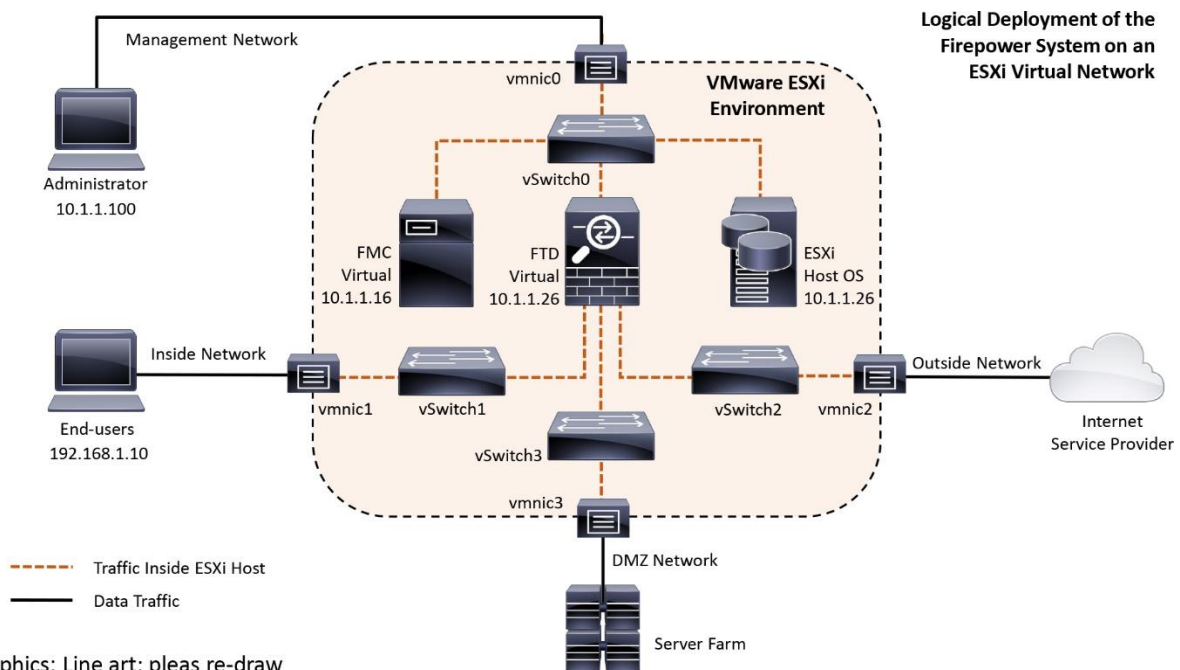 Logical Deployment of the
Firepower System on an
ESXi Virtual Network
Management Network
vmnic0
VMware ESXi
Environment
vSwitch0
Administrator
10.1.1.100
FMC
Virtual
10.1.1.16
FTD
Virtual
10.1.1.26
ESXi
Host OS
10.1.1.26
Inside Network
vmnic1
vSwitch1
vSwitch2
vmnic2
Outside Network
End-users
192.168.1.10
Internet
Service Provider
vSwitch3
vmnic3
DMZ Network
Traffic Inside ESXi Host
Data Traffic
Server Farm
phics: Line art: pleas re-draw